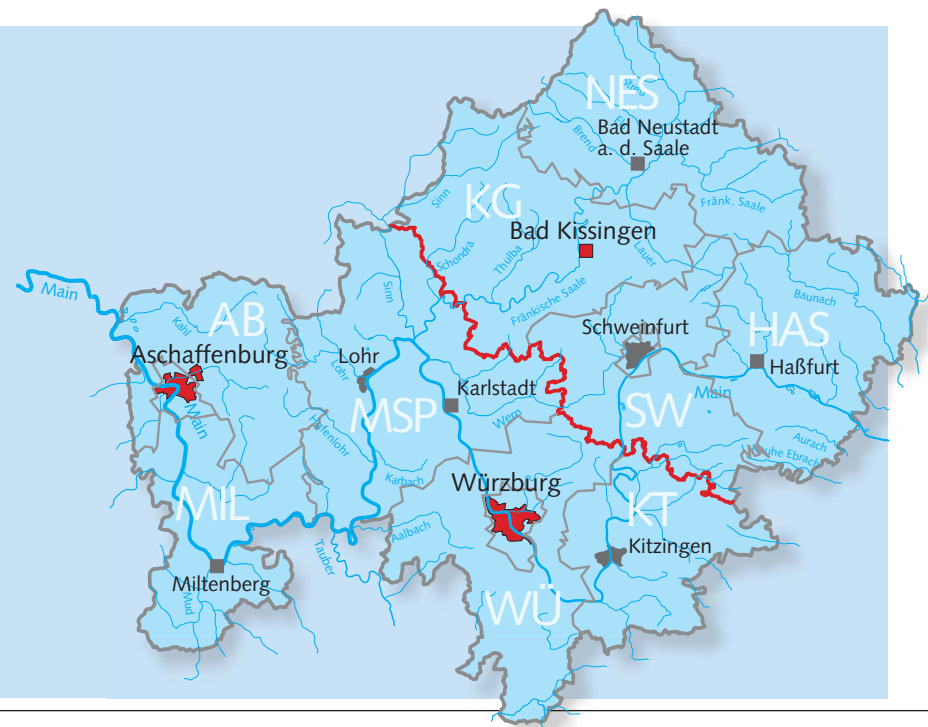 NES
Streu
Brend
Bad Neustadt
a. d. Saale
Sinn
KG
Fränk. Saale
Bad Kissingen
Schondra
Thulba
Lauer
Main
Sinn
Fränkische Saale
Baunach
Kahl
AB
Schweinfurt
HAS
Aschaffenburg
Lohr
Lohr
Haßfurt
Karlstadt
Main
Main
MSP
Wern
SW
Hafenlohr
Aurach
Rauhe Ebrach
Karbach
Würzburg
MIL
KT
Aalbach
Kitzingen
Tauber
Miltenberg
Mud
WÜ